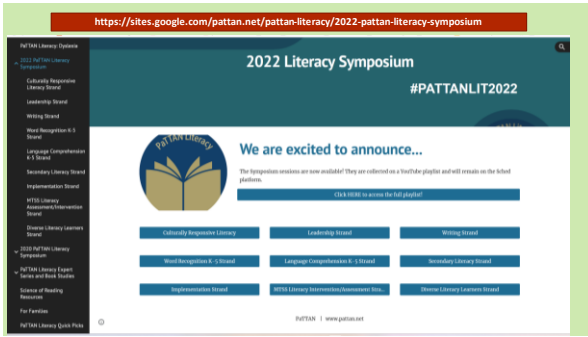 https://sites.google.com/pattan.net/pattan-literacy/2022-pattan-literacy-symposium
PaTTAN Literacy: Dyslexia
2022 PaTTAN Literacy
Symposium
Culturally Responsive
Literacy Strand
Leadership Strand
Writing Strand
Word Recognition K-5
Strand
Language Comprehension
K-5 Strand
Secondary Literacy Strand
Implementation Strand
MTSS Literacy
Assessment/Intervention
Strand
Diverse Literacy Learners
Strand
2020 PaTTAN Literacy
Symposium
PaTTAN Literacy Expert
Series and Book Studies
Science of Reading
Resources
For Families
PaTTAN Literacy Quick Picks
2022 Literacy Symposium
#PATTANLIT2022
PaTTAN Literacy
We are excited to announce...
The Symposium sessions are now available! They are collected on a YouTube playlist and will remain on the Sched
platform.
Click HERE to access the full playlist!
Culturally Responsive Literacy
Leadership Strand
Writing Strand
Word Recognition K -5 Strand
Language Comprehension K - 5 Strand
Secondary Literacy Strand
Implementation Strand
MTSS Literacy Intervention/Assessment Stra...
Diverse Literacy Learners Strand
PaTTAN | www.pattan.net